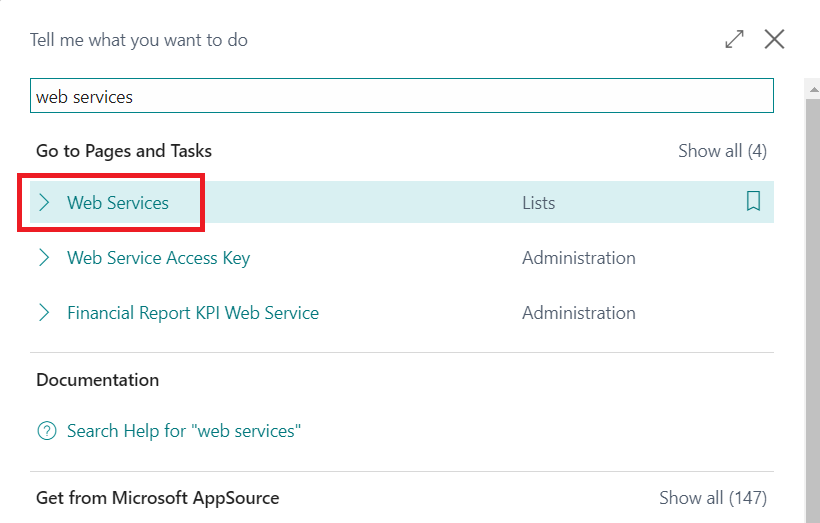 Tell me what you want to do
web services
Go to Pages and Tasks Show all (4)
Web Services Lists
Web Service Access Key Administration
Financial Report KPI Web Service Administration
Documentation
Search Help for "web services"
Get from Microsoft AppSource Show all (147)